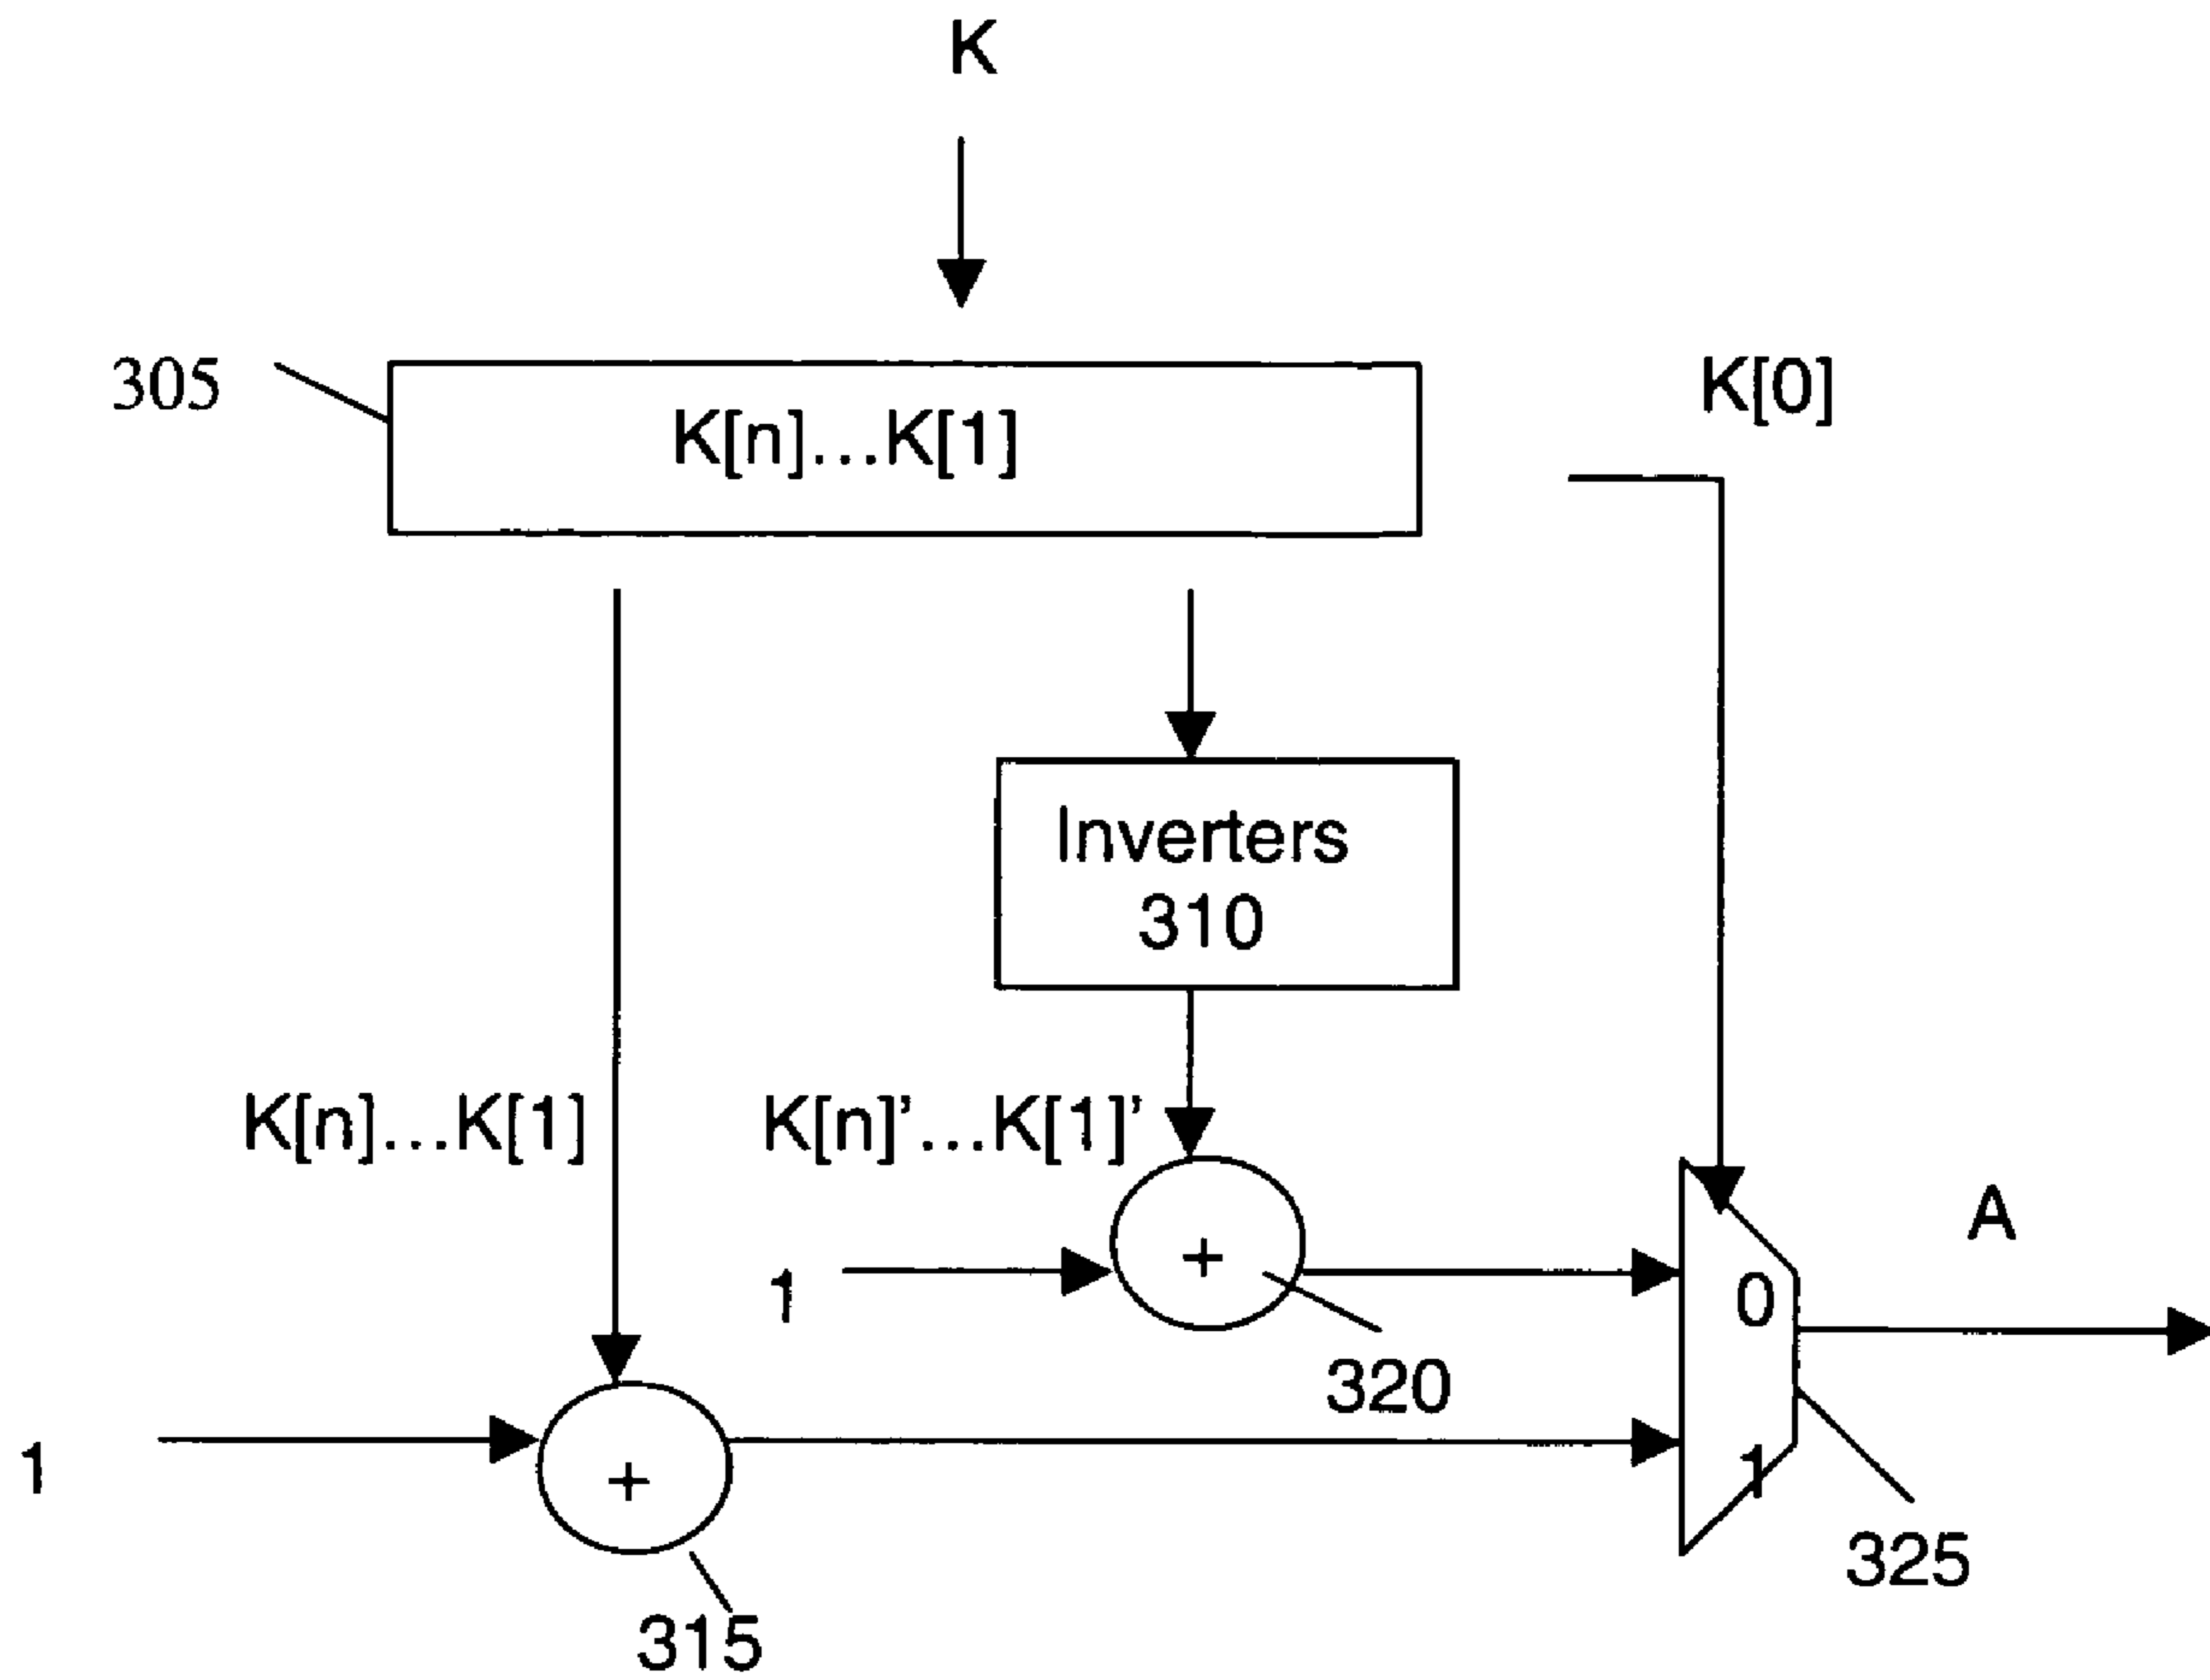 K
305
K[n]...K[1]
K[0]
Inverters
310
K[n]...K[1]
K[n]'...K[1]'
A
1
+
0
320
1
+
1
325
315